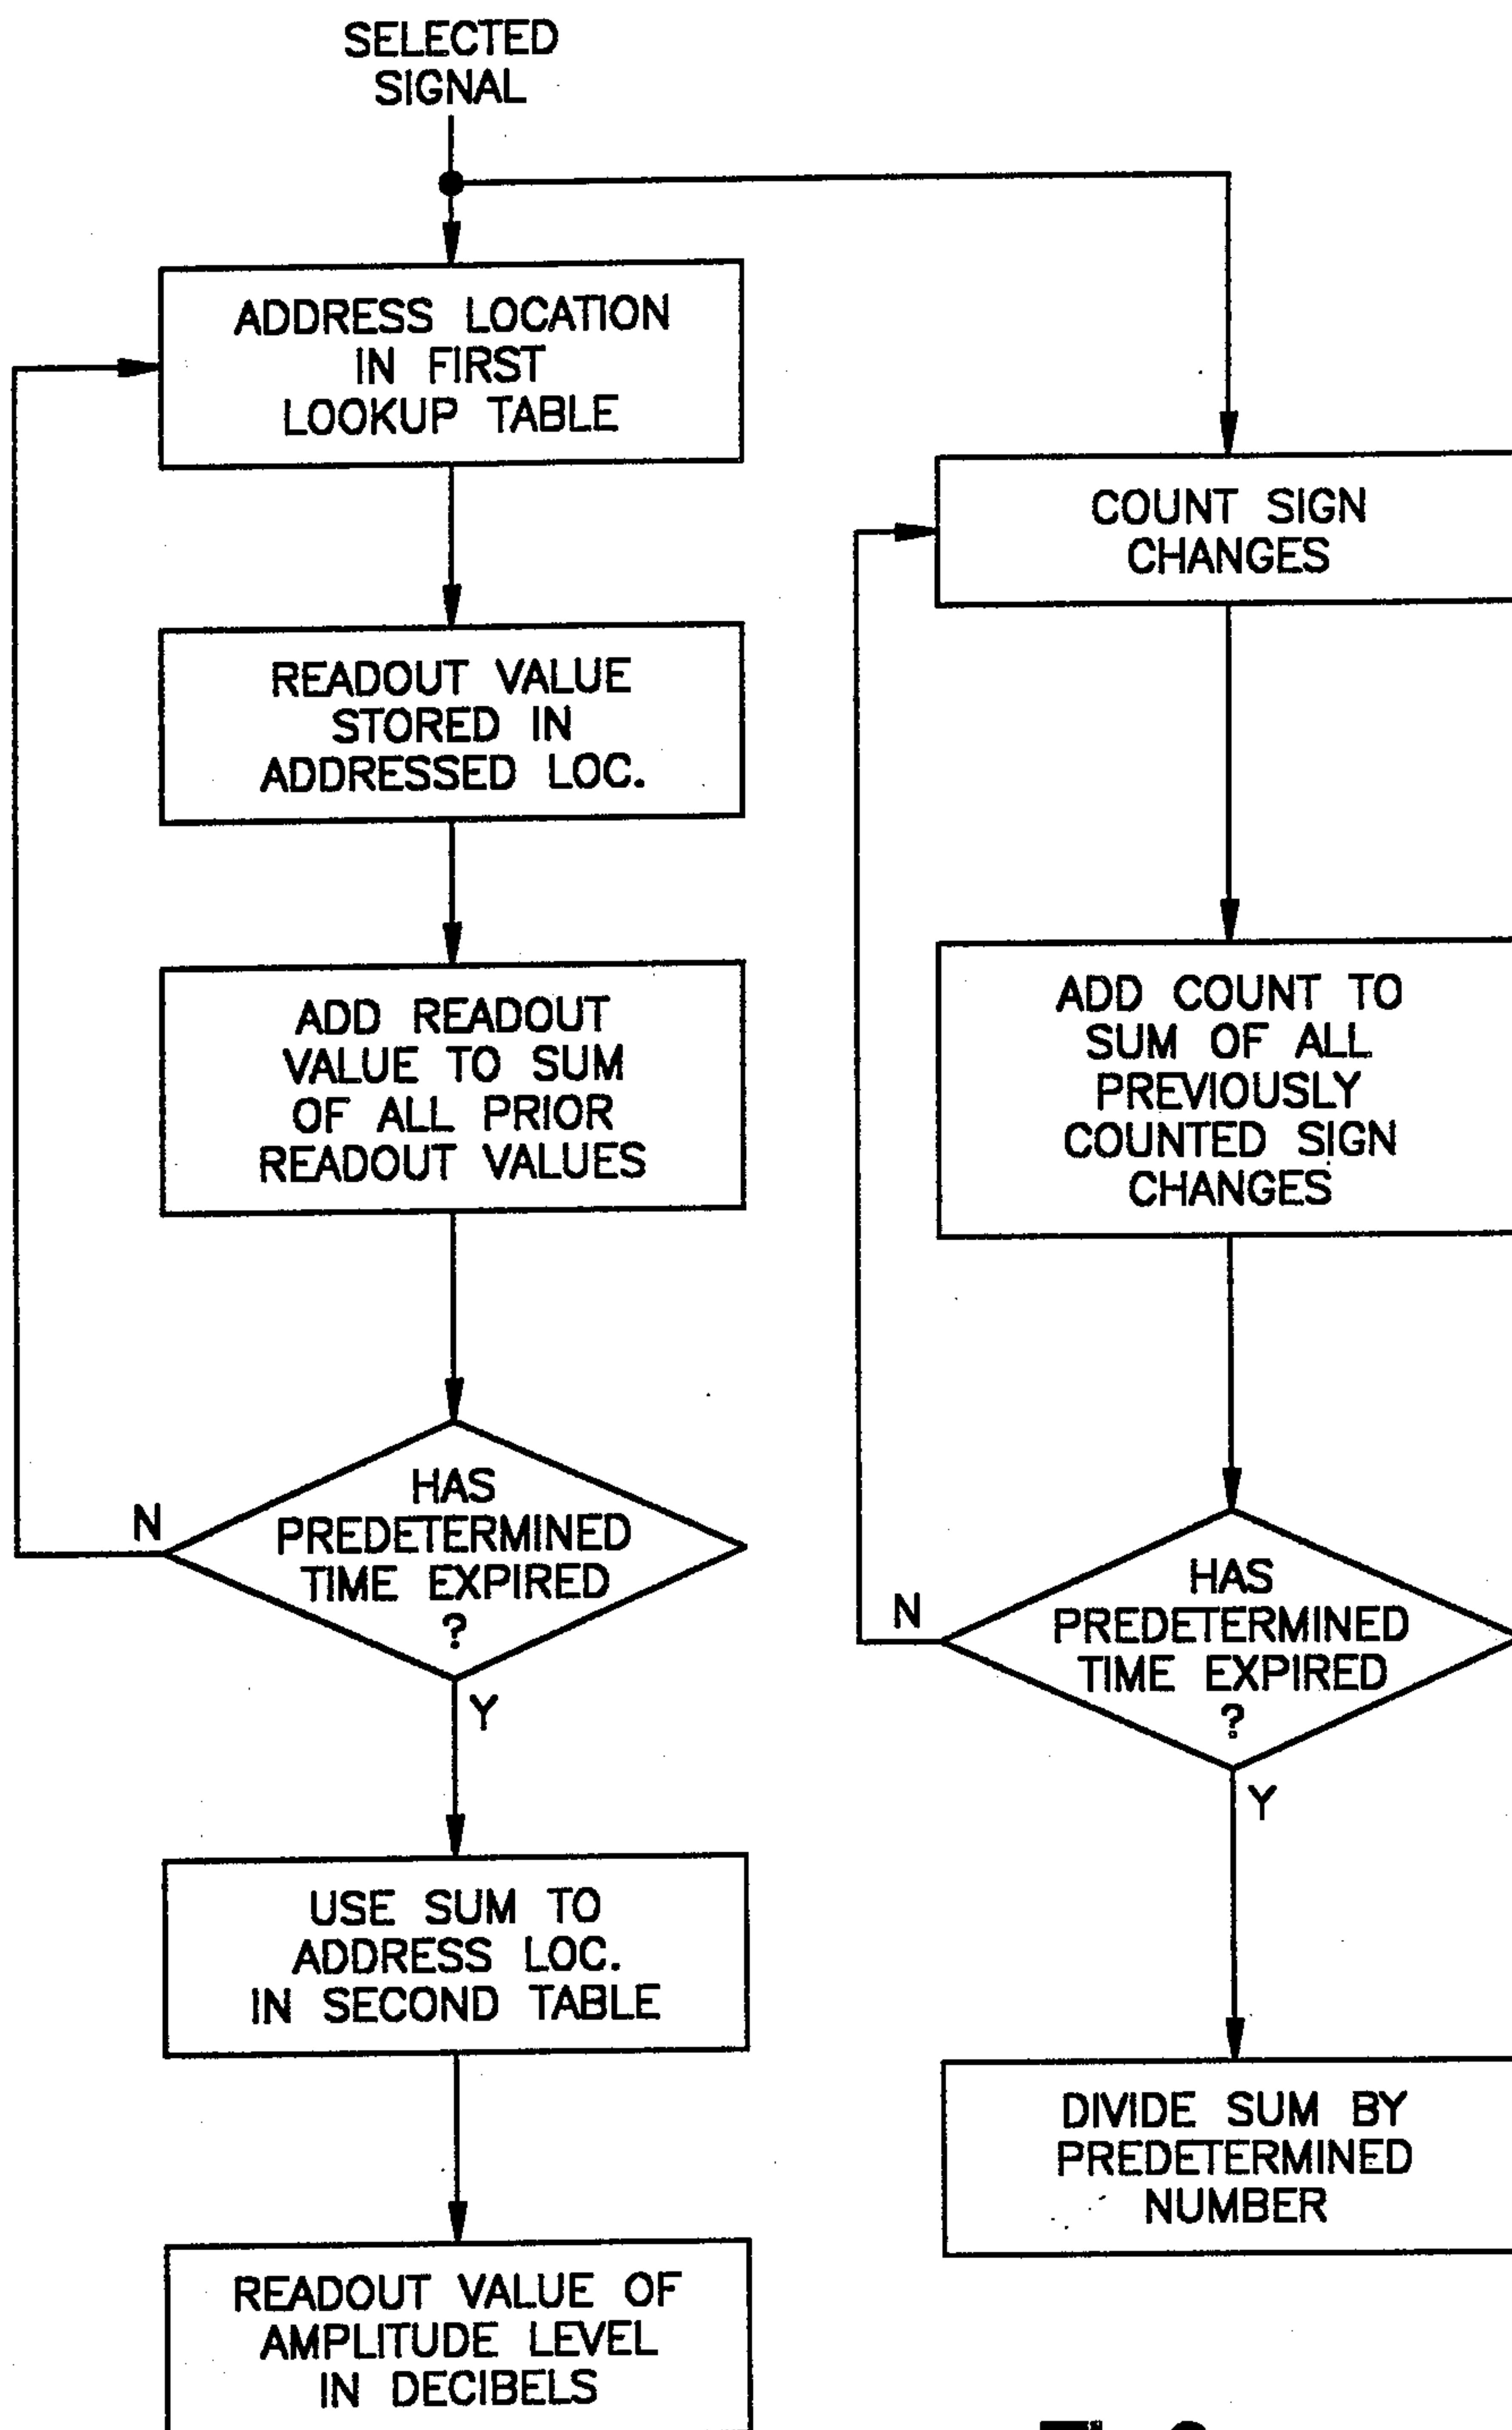 SELECTED
SIGNAL
ADDRESS LOCATION
IN FIRST
LOOKUP TABLE
READOUT VALUE
STORED IN
ADDRESSED LOC.
ADD READOUT
VALUE TO SUM
OF ALL PRIOR
READOUT VALUES
HAS
PREDETERMINED
TIME EXPIRED
?
N
Y
USE SUM TO
ADDRESS LOC.
IN SECOND TABLE
READOUT VALUE OF
AMPLITUDE LEVEL
IN DECIBELS
COUNT SIGN
CHANGES
ADD COUNT TO
SUM OF ALL
PREVIOUSLY
COUNTED SIGN
CHANGES
HAS
PREDETERMINED
TIME EXPIRED
?
N
Y
DIVIDE SUM BY
PREDETERMINED
NUMBER